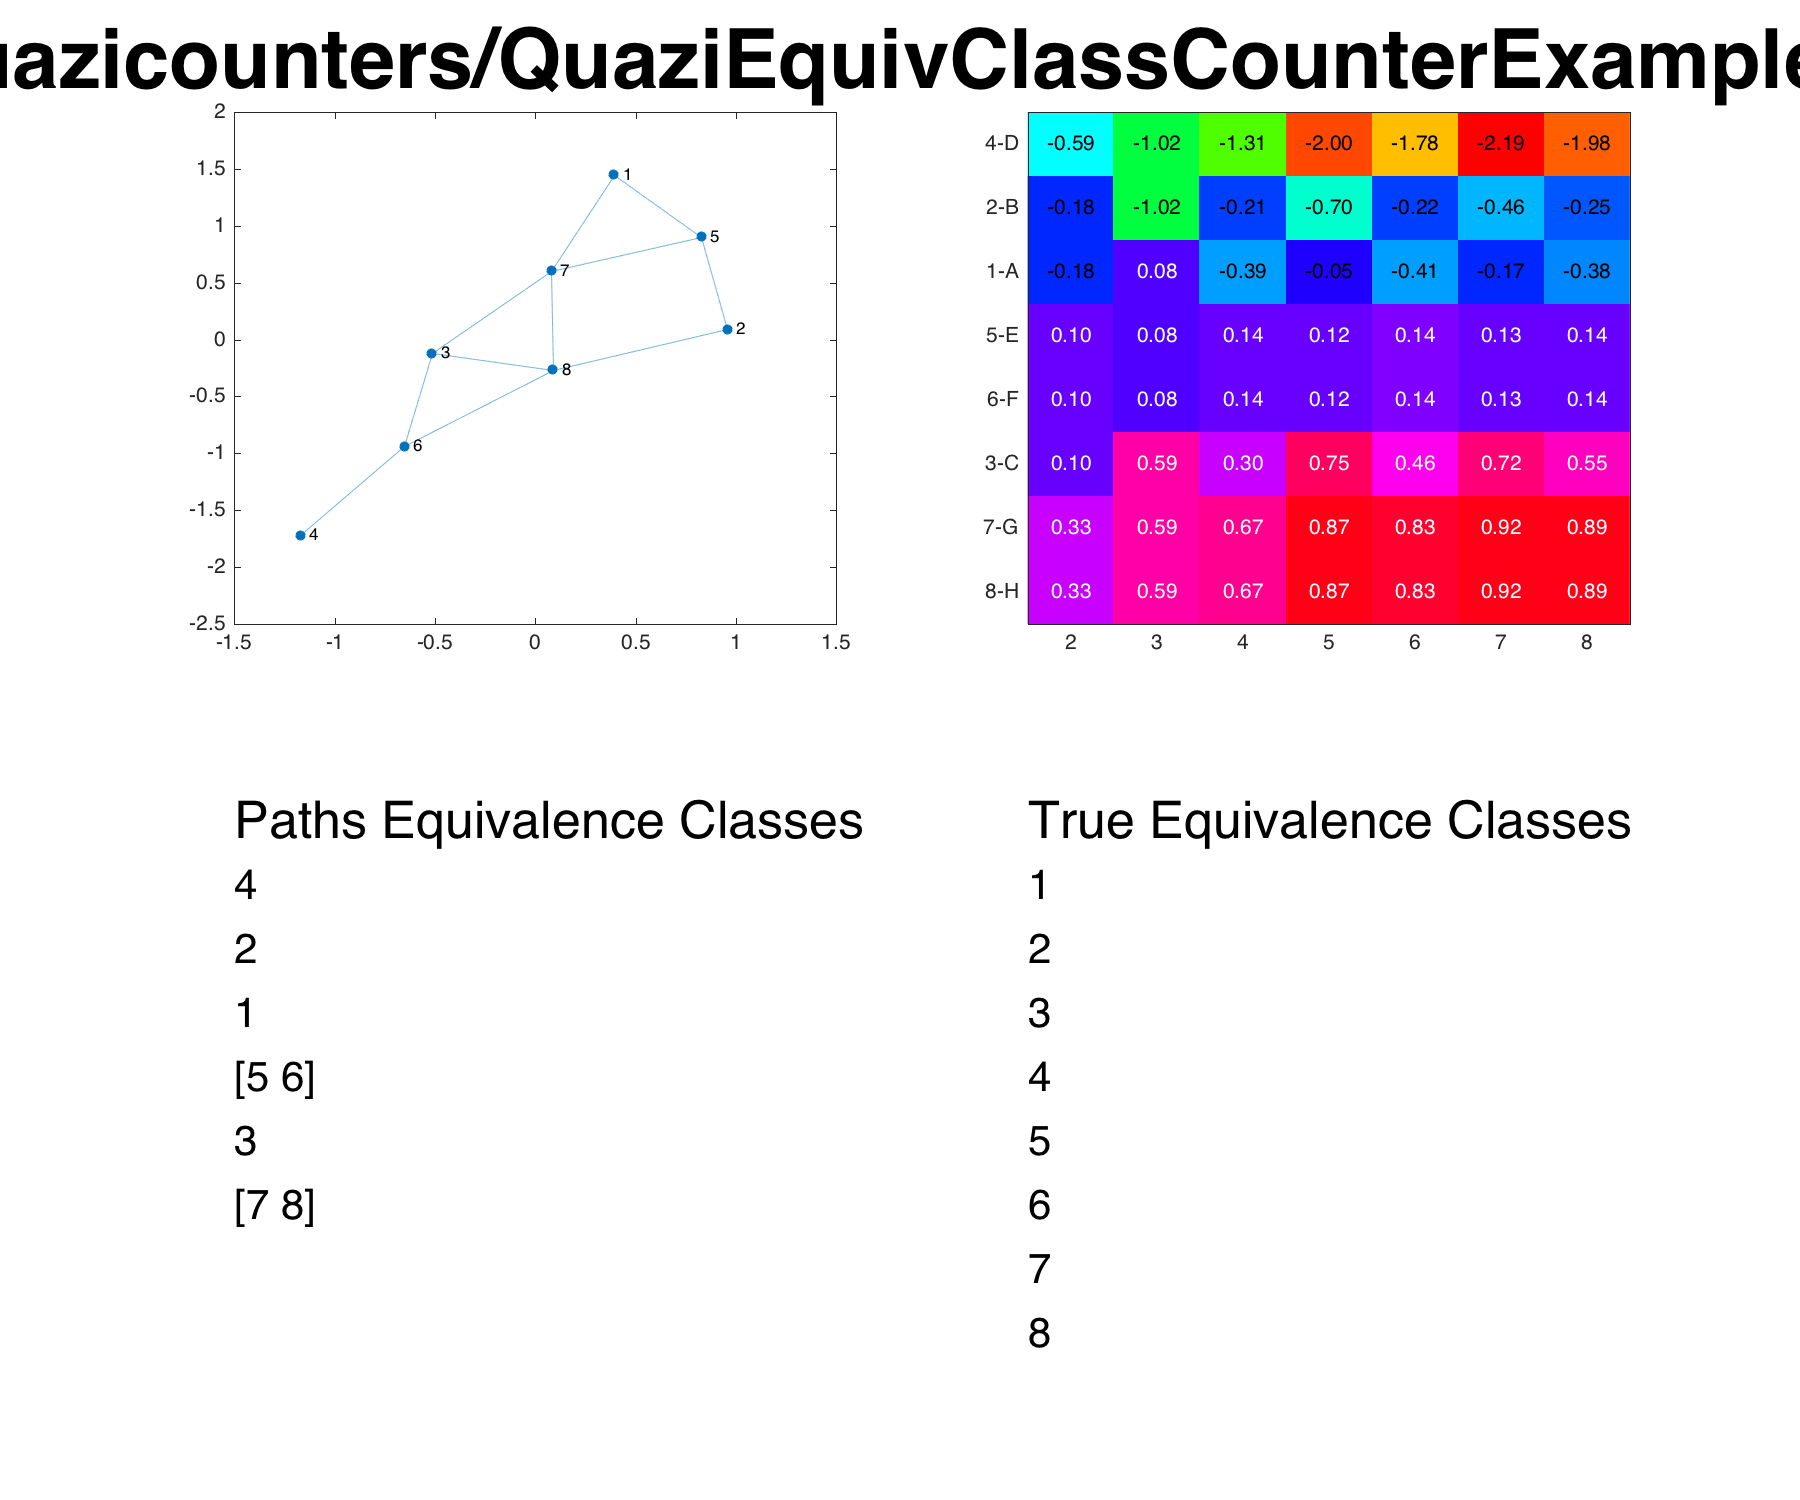 uazicounters/QuaziEquivClassCounterExample
2
1.5
1
0.5
0
-0.5
-1
-1.5
-2
-2.5
-1.5 -1 -0.5 0 0.5 1 1.5
1
5
7
2
3
8
6
4
4-D -0.59 -1.02 -1.31 -2.00 -1.78 -2.19 -1.98
2-B -0.18 -1.02 -0.21 -0.70 -0.22 -0.46 -0.25
1-A -0.18 0.08 -0.39 -0.05 -0.41 -0.17 -0.38
5-E 0.10 0.08 0.14 0.12 0.14 0.13 0.14
6-F 0.10 0.08 0.14 0.12 0.14 0.13 0.14
3-C 0.10 0.59 0.30 0.75 0.46 0.72 0.55
7-G 0.33 0.59 0.67 0.87 0.83 0.92 0.89
8-H 0.33 0.59 0.67 0.87 0.83 0.92 0.89
2 3 4 5 6 7 8
Paths Equivalence Classes
4
2
1
[5 6]
3
[7 8]
True Equivalence Classes
1
2
3
4
5
6
7
8